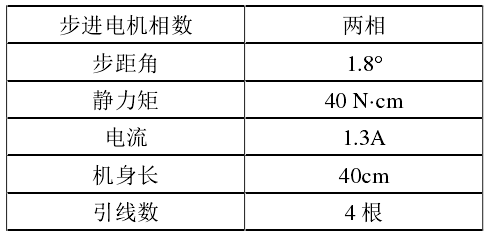 步进电机相数 两相
步距角 1.8°
静力矩 40 N·cm
电流 1.3A
机身长 40cm
引线数 4 根